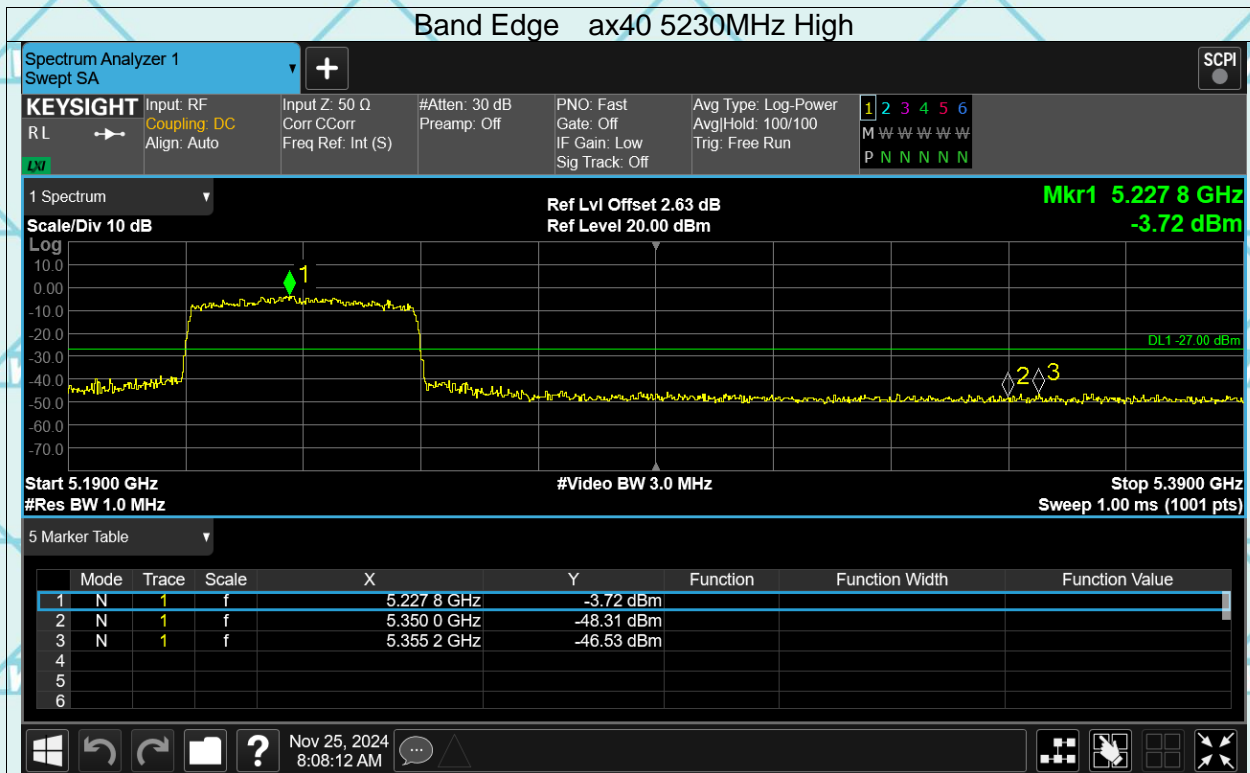 Band Edge ax40 5230MHz High
Spectrum Analyzer 1
Swept SA
+
SCPI
KEYSIGHT Input: RF Input Z: 50 Ω #Atten: 30 dB PNO: Fast Avg Type: Log-Power 1 2 3 4 5 6
R L Coupling: DC Corr CCorr Preamp: Off Gate: Off Avg|Hold: 100/100 M W W W W W W
Align: Auto Freq Ref: Int (S) IF Gain: Low Trig: Free Run P N N N N N N
LXI Sig Track: Off
1 Spectrum Ref Lvl Offset 2.63 dB Mkr1 5.227 8 GHz
Scale/Div 10 dB Ref Level 20.00 dBm -3.72 dBm
Log
10.0
0.00
-10.0
-20.0
-30.0
-40.0
-50.0
-60.0
-70.0
1
DL1 -27.00 dBm
2 3
Start 5.1900 GHz #Video BW 3.0 MHz Stop 5.3900 GHz
#Res BW 1.0 MHz Sweep 1.00 ms (1001 pts)
5 Marker Table
Mode Trace Scale X Y Function Function Width Function Value
1 N 1 f 5.227 8 GHz -3.72 dBm
2 N 1 f 5.350 0 GHz -48.31 dBm
3 N 1 f 5.355 2 GHz -46.53 dBm
4
5
6
? Nov 25, 2024
8:08:12 AM